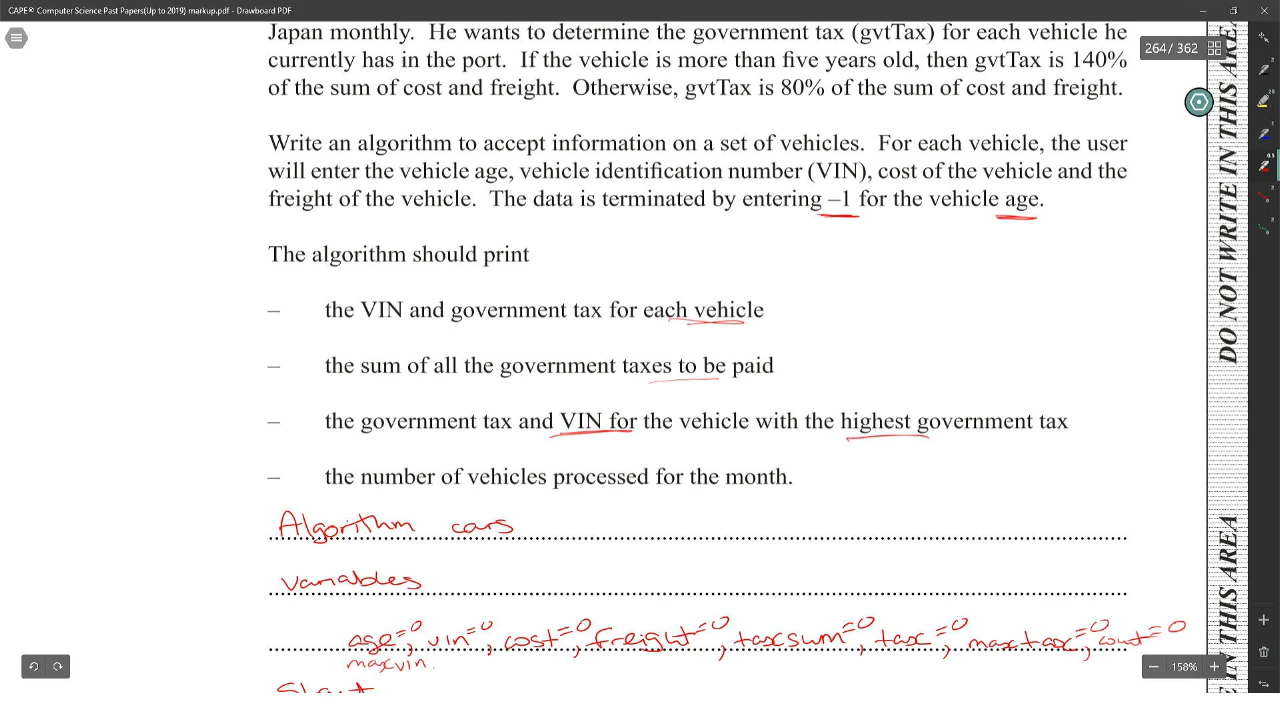 CAPE® Computer Science Past Papers(Up to 2019) markup.pdf - Drawboard PDF
Japan monthly. He wants to determine the government tax (gvtTax) for each vehicle he
264 / 362
currently has in the port. If the vehicle is more than five years old, then gvtTax is 140%
of the sum of cost and freight. Otherwise, gvtTax is 80% of the sum of cost and freight.
Write an algorithm to accept information on a set of vehicles. For each vehicle, the user
will enter the vehicle age, vehicle identification number (VIN), cost of the vehicle and the
freight of the vehicle. The data is terminated by entering –1 for the vehicle age.
The algorithm should print
– the VIN and government tax for each vehicle
– the sum of all the government taxes to be paid
– the government tax and VIN for the vehicle with the highest government tax
– the number of vehicles processed for the month.
Algorithm cars
variables
age=0, vin=0, cost=0, freight=0, taxsum=0, tax=0, maxtax=0, count=0
maxvin.
Start
158%
DO NOT WRITE IN THIS AREA
IN THIS AREA